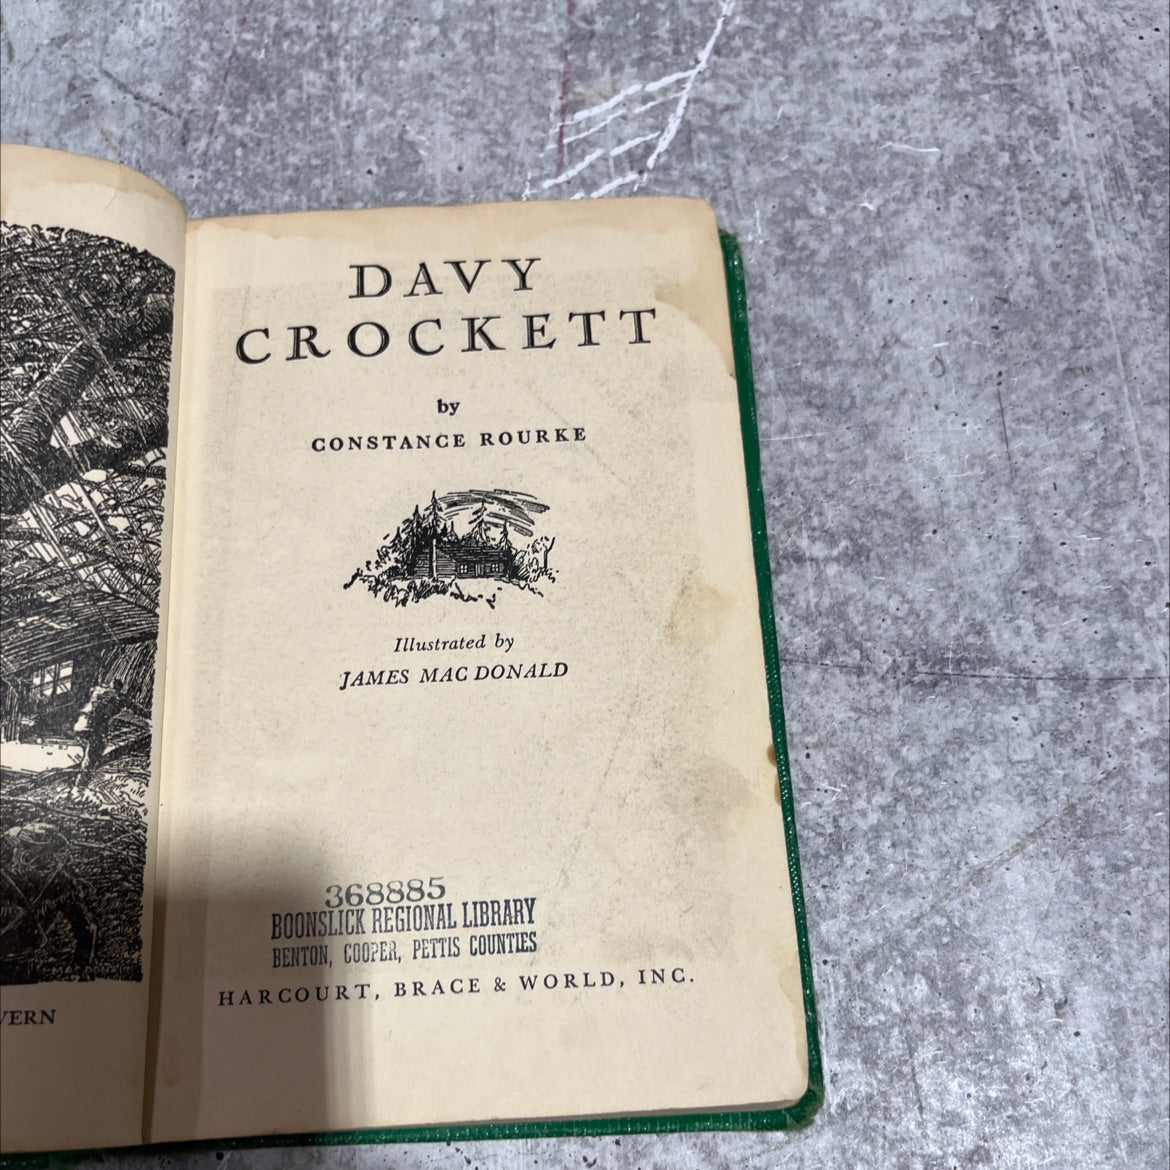 DAVY
CROCKETT
by
CONSTANCE ROURKE
Illustrated by
JAMES MAC DONALD
368885
BOONSLICK REGIONAL LIBRARY
BENTON, COOPER, PETTIS COUNTIES
HARCOURT, BRACE & WORLD, INC.